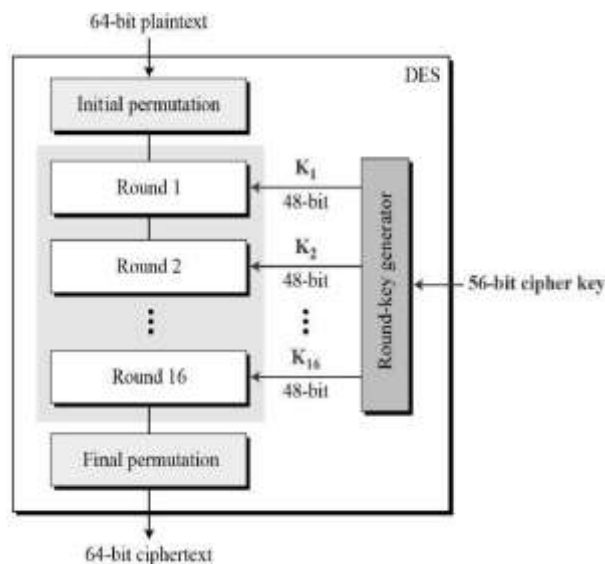 64-bit plaintext
DES
Initial permutation
K1
Round 1
48-bit
K2
Round 2
48-bit
Round-key generator
56-bit cipher key
K16
Round 16
48-bit
Final permutation
64-bit ciphertext